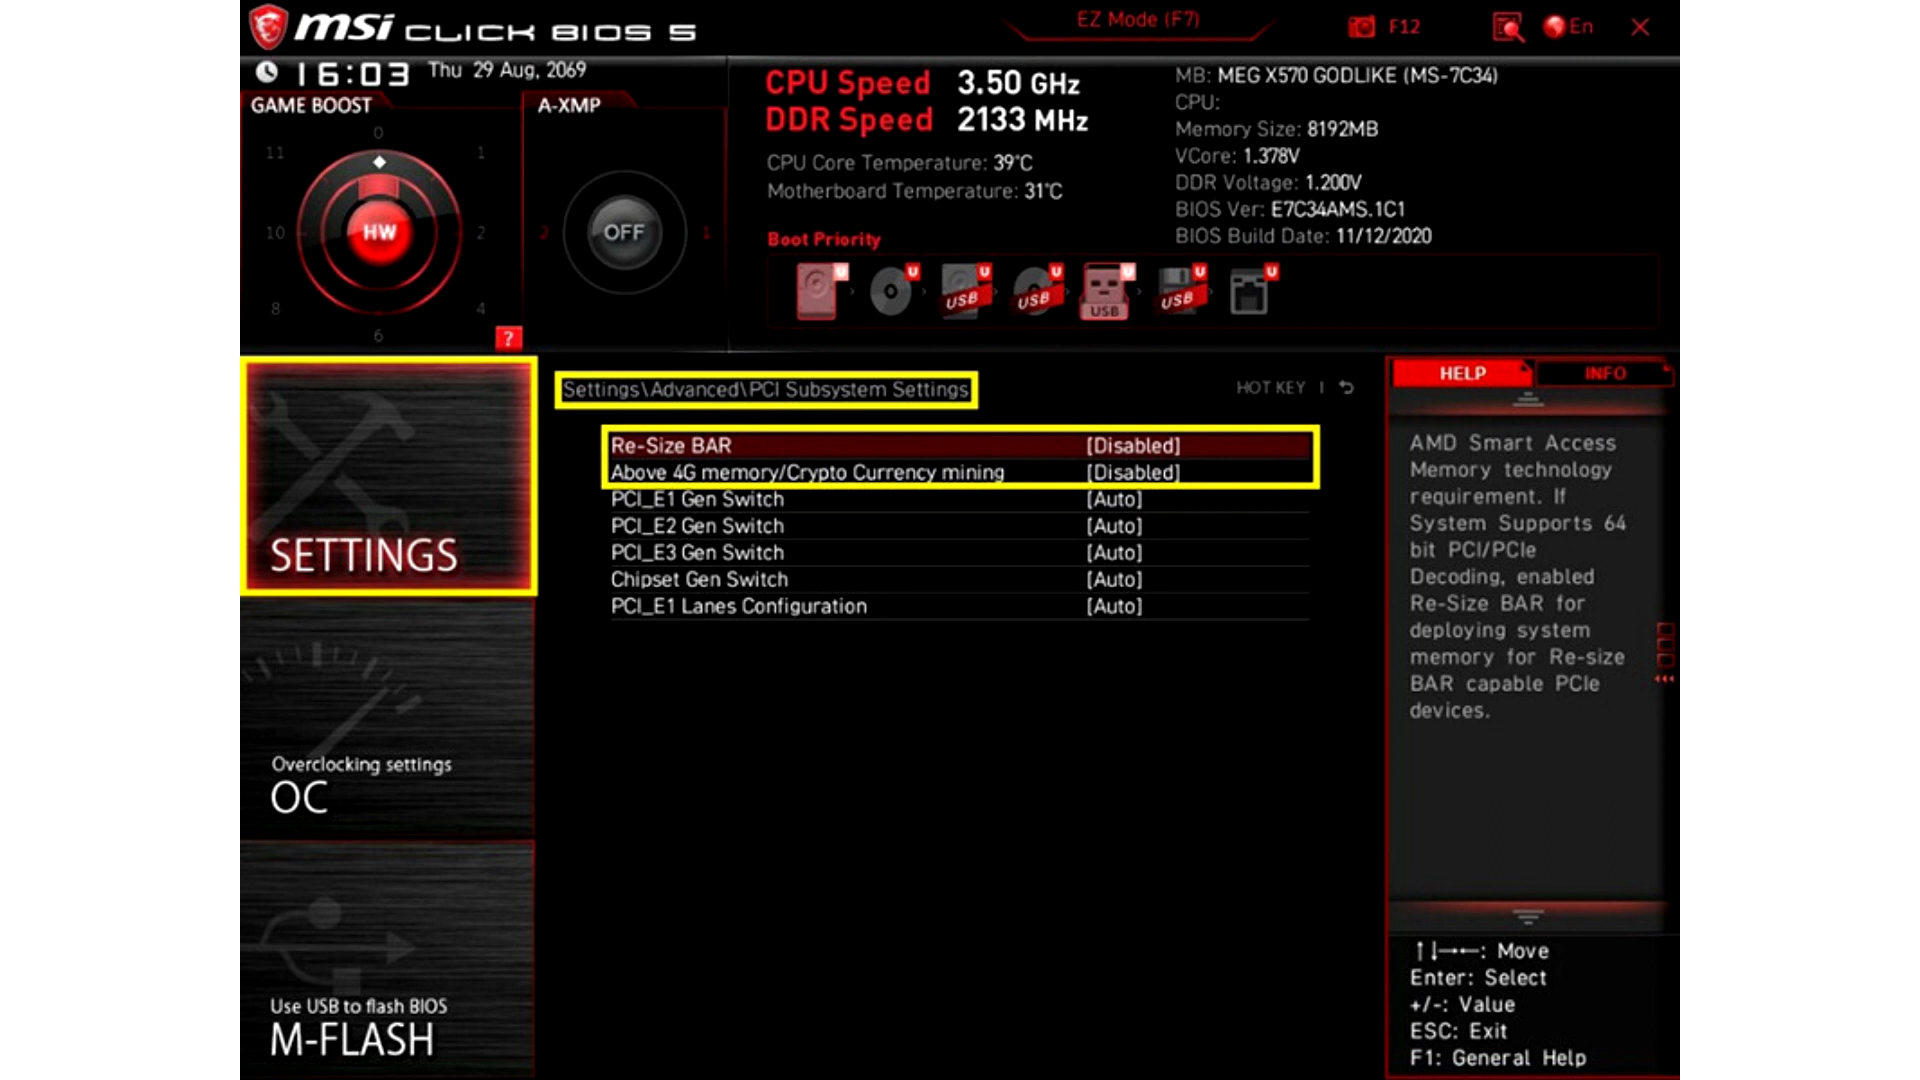 msi CLICK BIOS 5
EZ Mode (F7)
F12
En
16:03 Thu 29 Aug, 2069
GAME BOOST
0
11
1
HW
10
2
8
4
6
?
A-XMP
2
OFF
1
CPU Speed 3.50 GHz
DDR Speed 2133 MHz
CPU Core Temperature: 39°C
Motherboard Temperature: 31°C
MB: MEG X570 GODLIKE (MS-7C34)
CPU:
Memory Size: 8192MB
VCore: 1.378V
DDR Voltage: 1.200V
BIOS Ver: E7C34AMS.1C1
BIOS Build Date: 11/12/2020
Boot Priority
U U U U U U U
USB USB USB USB
SETTINGS
Overclocking settings
OC
Use USB to flash BIOS
M-FLASH
Settings\Advanced\PCI Subsystem Settings
HOT KEY |
Re-Size BAR [Disabled]
Above 4G memory/Crypto Currency mining [Disabled]
PCI_E1 Gen Switch [Auto]
PCI_E2 Gen Switch [Auto]
PCI_E3 Gen Switch [Auto]
Chipset Gen Switch [Auto]
PCI_E1 Lanes Configuration [Auto]
HELP
INFO
AMD Smart Access
Memory technology
requirement. If
System Supports 64
bit PCI/PCIe
Decoding, enabled
Re-Size BAR for
deploying system
memory for Re-size
BAR capable PCIe
devices.
↑↓→←: Move
Enter: Select
+/-: Value
ESC: Exit
F1: General Help